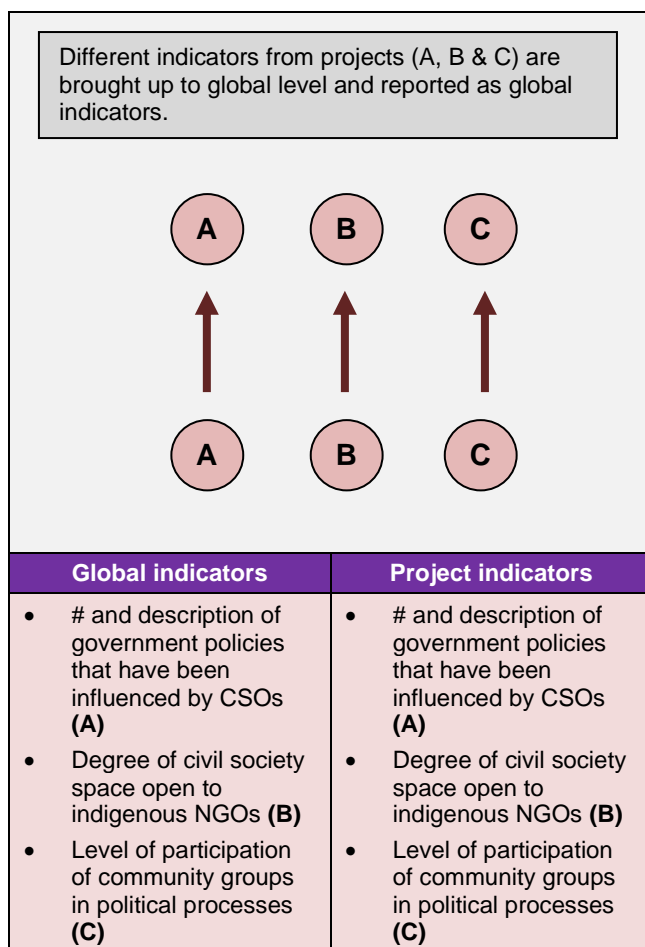 Different indicators from projects (A, B & C) are
brought up to global level and reported as global
indicators.
A B C
A B C
Global indicators
• # and description of
government policies
that have been
influenced by CSOs
(A)
• Degree of civil society
space open to
indigenous NGOs (B)
• Level of participation
of community groups
in political processes
(C)
Project indicators
• # and description of
government policies
that have been
influenced by CSOs
(A)
• Degree of civil society
space open to
indigenous NGOs (B)
• Level of participation
of community groups
in political processes
(C)